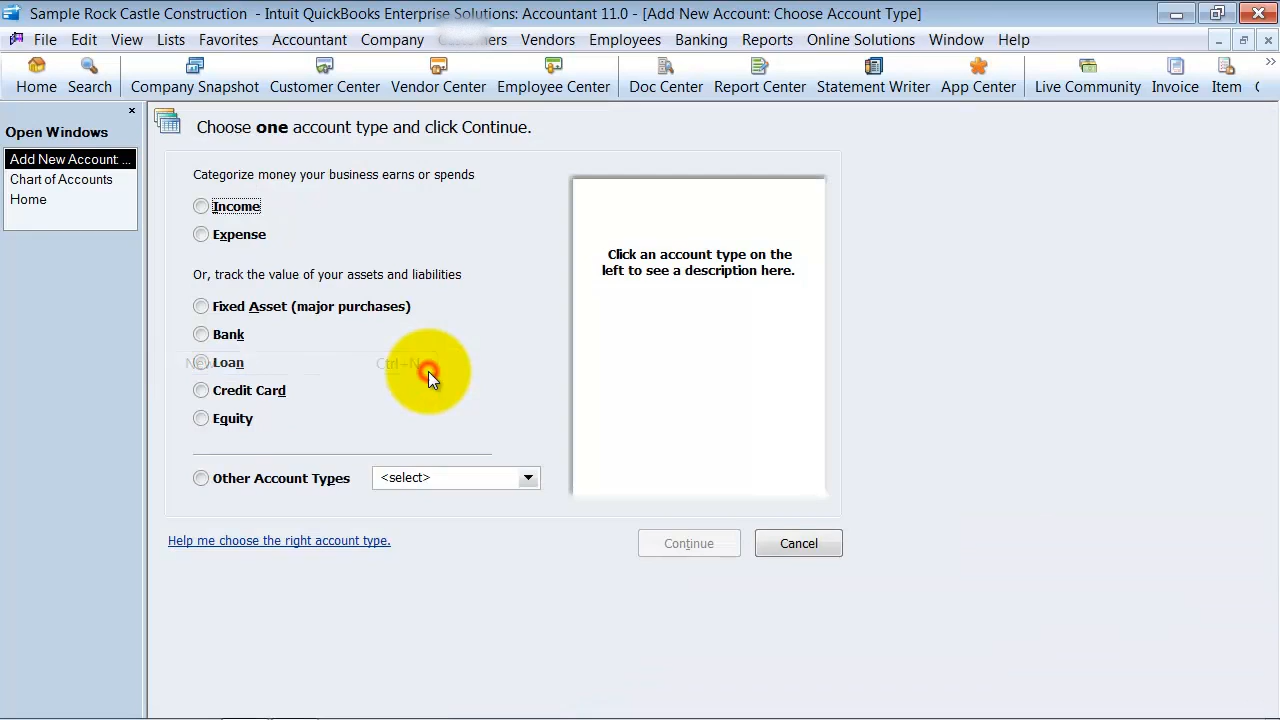 Sample Rock Castle Construction - Intuit QuickBooks Enterprise Solutions: Accountant 11.0 - [Add New Account: Choose Account Type]
File Edit View Lists Favorites Accountant Company Customers Vendors Employees Banking Reports Online Solutions Window Help
Home Search Company Snapshot Customer Center Vendor Center Employee Center Doc Center Report Center Statement Writer App Center Live Community Invoice Item
Open Windows
Add New Account ...
Chart of Accounts
Home
Choose one account type and click Continue.
Categorize money your business earns or spends
Income
Expense
Or, track the value of your assets and liabilities
Fixed Asset (major purchases)
Bank
Loan
Ctrl+N
Credit Card
Equity
Other Account Types <select>
Click an account type on the
left to see a description here.
Help me choose the right account type.
Continue Cancel